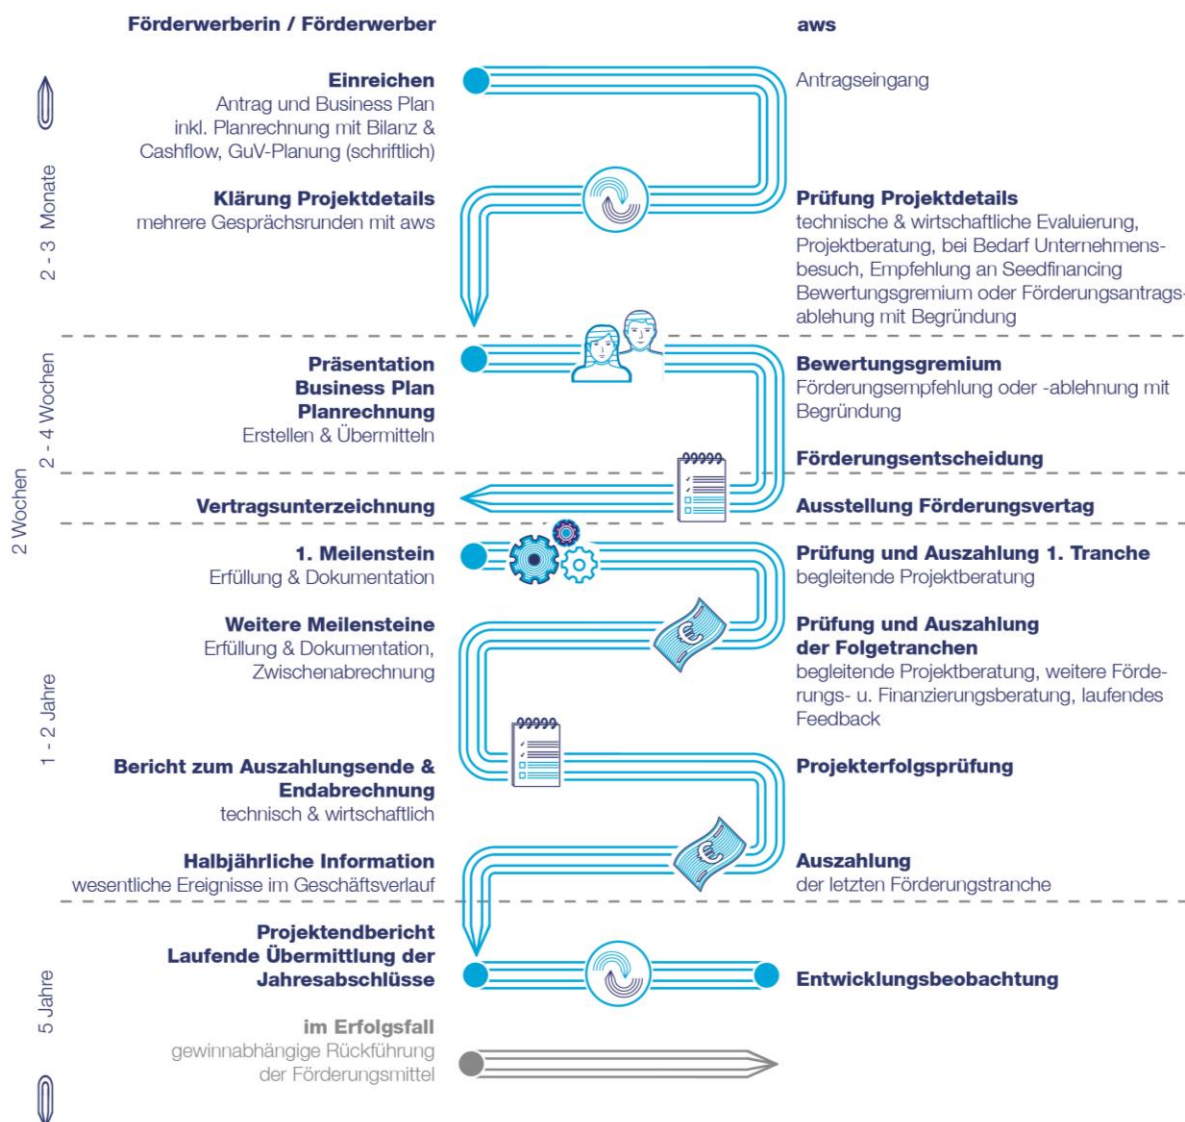 Förderwerberin / Förderwerber
aws
Einreichen
Antrag und Business Plan
inkl. Planrechnung mit Bilanz &
Cashflow, GuV-Planung (schriftlich)
Antragseingang
2 - 3 Monate
Klärung Projektdetails
mehrere Gesprächsrunden mit aws
Prüfung Projektdetails
technische & wirtschaftliche Evaluierung,
Projektberatung, bei Bedarf Unternehmens-
besuch, Empfehlung an Seedfinancing
Bewertungsgremium oder Förderungsantrags-
ablehung mit Begründung
2 - 4 Wochen
Präsentation
Business Plan
Planrechnung
Erstellen & Übermitteln
Bewertungsgremium
Förderungsempfehlung oder -ablehnung mit
Begründung
Förderungsentscheidung
2 Wochen
Vertragsunterzeichnung
Ausstellung Förderungsvertag
1 - 2 Jahre
1. Meilenstein
Erfüllung & Dokumentation
Prüfung und Auszahlung 1. Tranche
begleitende Projektberatung
Weitere Meilensteine
Erfüllung & Dokumentation,
Zwischenabrechnung
Prüfung und Auszahlung
der Folgetranchen
begleitende Projektberatung, weitere Förde-
rungs- u. Finanzierungsberatung, laufendes
Feedback
€
Bericht zum Auszahlungsende &
Endabrechnung
technisch & wirtschaftlich
Projekterfolgsprüfung
Halbjährliche Information
wesentliche Ereignisse im Geschäftsverlauf
€
Auszahlung
der letzten Förderungstranche
5 Jahre
Projektendbericht
Laufende Übermittlung der
Jahresabschlüsse
Entwicklungsbeobachtung
im Erfolgsfall
gewinnabhängige Rückführung
der Förderungsmittel